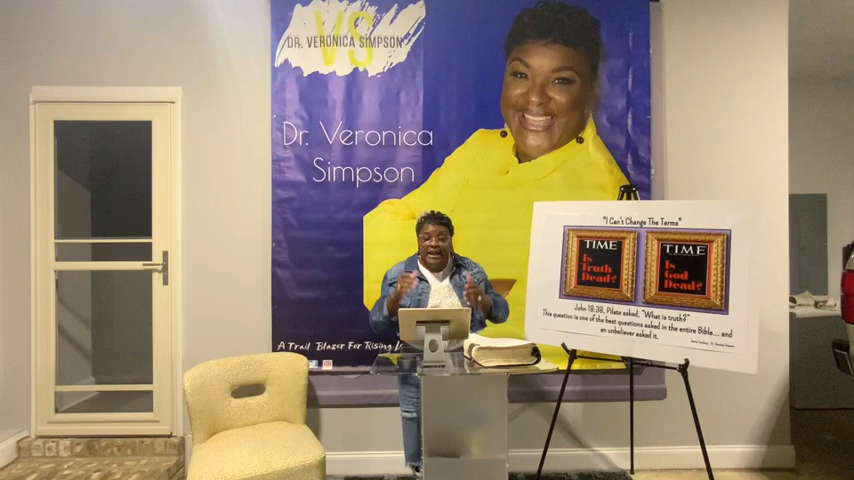 VS
DR. VERONICA SIMPSON
Dr. Veronica
Simpson
A Trail Blazer For Rising
"I Can't Change The Terms"
TIME
Is
Truth
Dead?
TIME
Is
God
Dead?
John 18:38, Pilate asked, "What is truth?"
This question is one of the best questions asked in the entire Bible.... and
an unbeliever asked it.